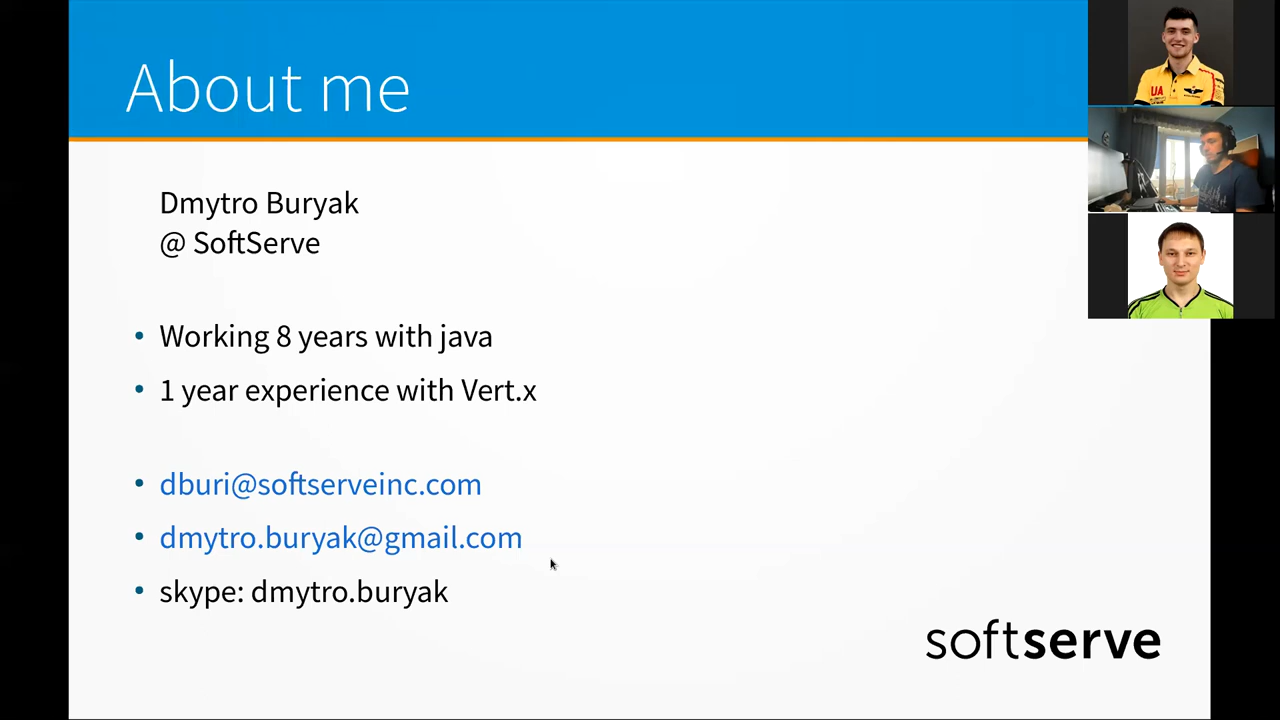 About me
UA
Dmytro Buryak
@ SoftServe
Working 8 years with java
1 year experience with Vert.x
dburi@softserveinc.com
dmytro.buryak@gmail.com
skype: dmytro.buryak
softserve